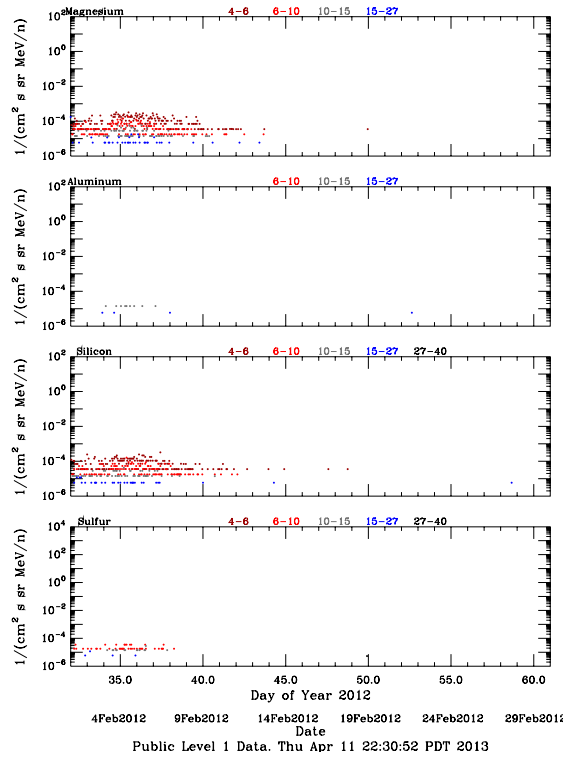 Magnesium 4-6 6-10 10-15 15-27
10² 10⁰ 10⁻² 10⁻⁴ 10⁻⁶
1/(cm² s sr MeV/n)
Aluminum 6-10 10-15 15-27
10² 10⁰ 10⁻² 10⁻⁴ 10⁻⁶
1/(cm² s sr MeV/n)
Silicon 4-6 6-10 10-15 15-27 27-40
10² 10⁰ 10⁻² 10⁻⁴ 10⁻⁶
1/(cm² s sr MeV/n)
Sulfur 4-6 6-10 10-15 15-27 27-40
10⁴ 10² 10⁰ 10⁻² 10⁻⁴ 10⁻⁶
1/(cm² s sr MeV/n)
35.0 40.0 45.0 50.0 55.0 60.0
Day of Year 2012
4Feb2012 9Feb2012 14Feb2012 19Feb2012 24Feb2012 29Feb2012
Date
Public Level 1 Data. Thu Apr 11 22:30:52 PDT 2013